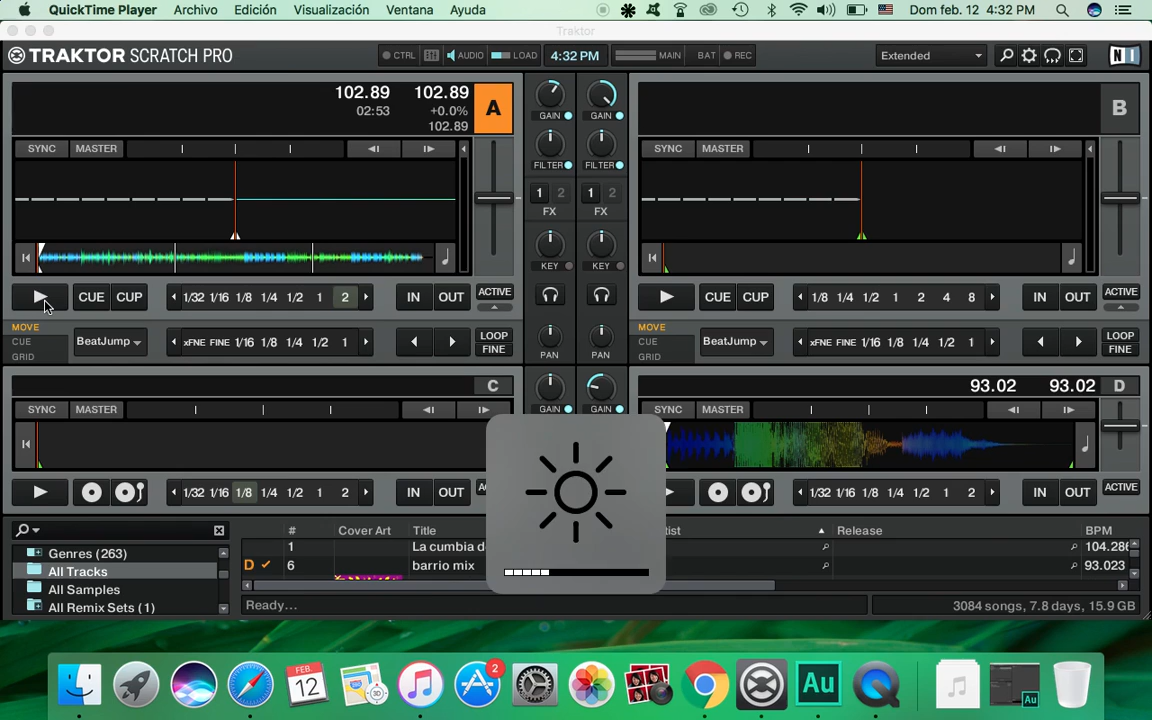 QuickTime Player Archivo Edición Visualización Ventana Ayuda Dom feb. 12 4:32 PM
Traktor
TRAKTOR SCRATCH PRO CTRL AUDIO LOAD 4:32 PM MAIN BAT REC Extended NI
102.89 102.89 A B
02:53 +0.0%
102.89
GAIN GAIN
SYNC MASTER SYNC MASTER
FILTER FILTER
1 2 1 2
FX FX
KEY KEY
CUE CUP 1/32 1/16 1/8 1/4 1/2 1 2 IN OUT ACTIVE CUE CUP 1/8 1/4 1/2 1 2 4 8 IN OUT ACTIVE
MOVE MOVE
CUE BeatJump xFNE FINE 1/16 1/8 1/4 1/2 1 LOOP CUE BeatJump xFNE FINE 1/16 1/8 1/4 1/2 1 LOOP
GRID FINE PAN PAN GRID FINE
C 93.02 93.02 D
SYNC MASTER GAIN GAIN SYNC MASTER
1/32 1/16 1/8 1/4 1/2 1 2 IN OUT 1/32 1/16 1/8 1/4 1/2 1 2 IN OUT ACTIVE
# Cover Art Title Release BPM
Genres (263) 1 La cumbia
All Tracks D 6 barrio mix 93.023
All Samples
All Remix Sets (1) Ready... 3084 songs, 7.8 days, 15.9 GB
FEB. 12 3D 2 Au Au